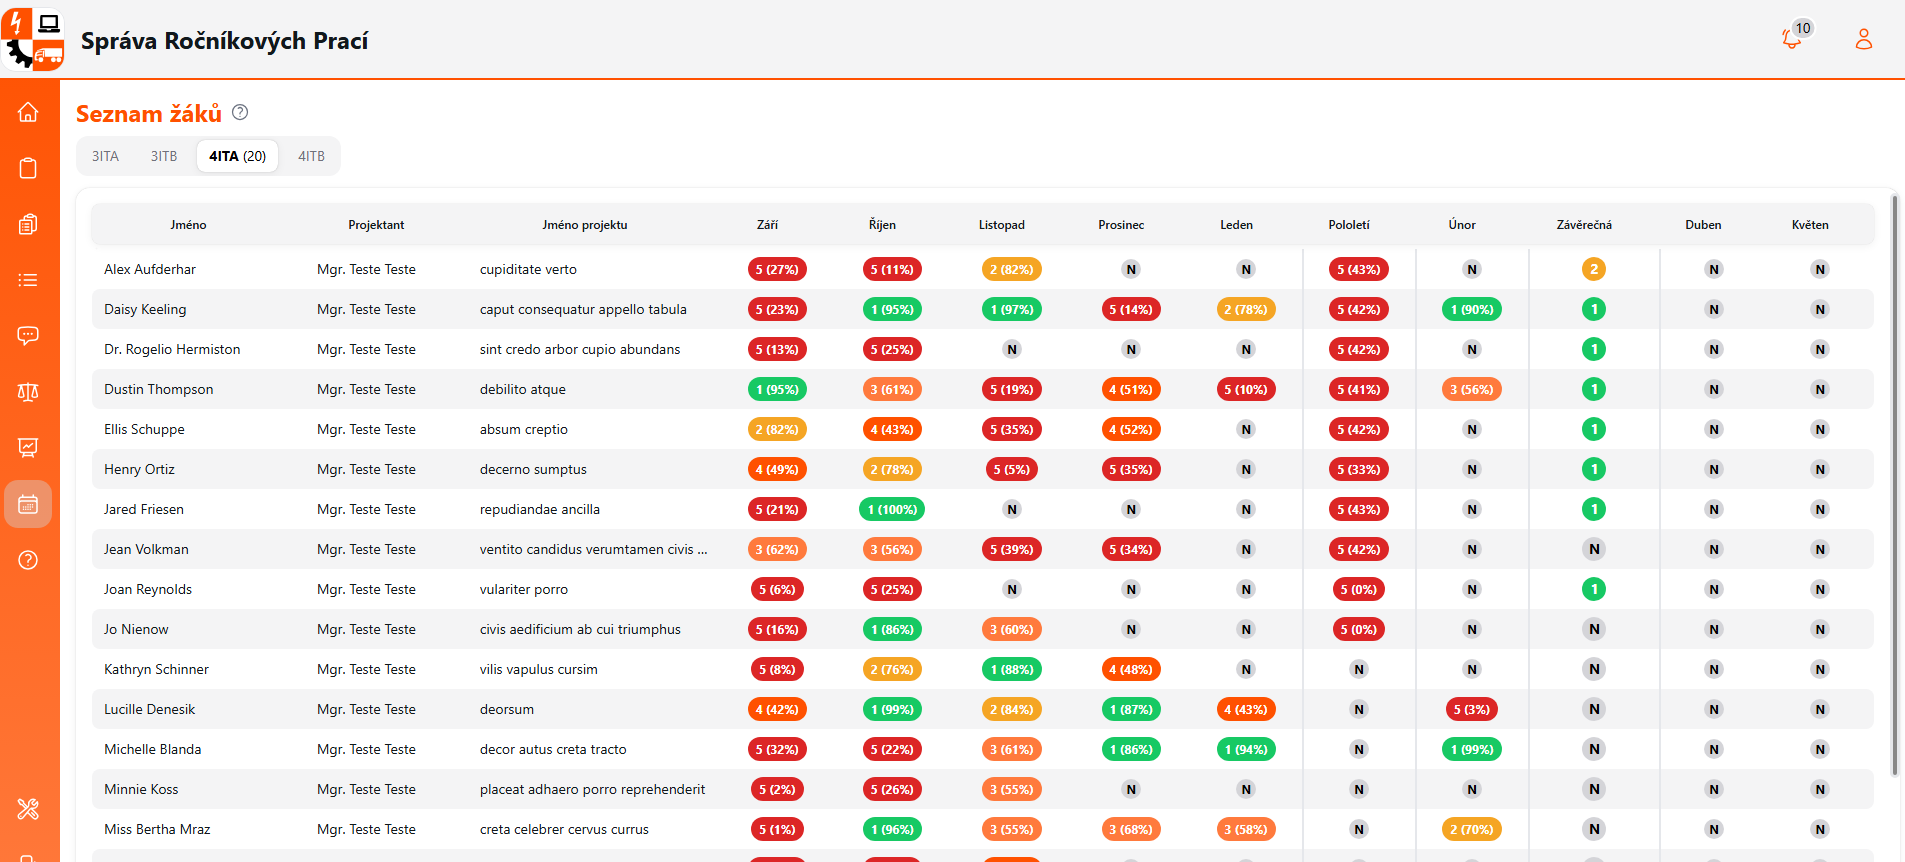 Správa Ročníkových Prací
10
Seznam žáků
3ITA 3ITB 4ITA (20) 4ITB
Jméno Projektant Jméno projektu Září Říjen Listopad Prosinec Leden Pololetí Únor Závěrečná Duben Květen
Alex Aufderhar Mgr. Teste Teste cupiditate verto 5 (27%) 5 (11%) 2 (82%) N N 5 (43%) N 2 N N
Daisy Keeling Mgr. Teste Teste caput consequatur appello tabula 5 (23%) 1 (95%) 1 (97%) 5 (14%) 2 (78%) 5 (42%) 1 (90%) 1 N N
Dr. Rogelio Hermiston Mgr. Teste Teste sint credo arbor cupio abundans 5 (13%) 5 (25%) N N N 5 (42%) N 1 N N
Dustin Thompson Mgr. Teste Teste debilito atque 1 (95%) 3 (61%) 5 (19%) 4 (51%) 5 (10%) 5 (41%) 3 (56%) 1 N N
Ellis Schuppe Mgr. Teste Teste absum creptio 2 (82%) 4 (43%) 5 (35%) 4 (52%) N 5 (42%) N 1 N N
Henry Ortiz Mgr. Teste Teste decerno sumptus 4 (49%) 2 (78%) 5 (5%) 5 (35%) N 5 (33%) N 1 N N
Jared Friesen Mgr. Teste Teste repudiandae ancilla 5 (21%) 1 (100%) N N N 5 (43%) N 1 N N
Jean Volkman Mgr. Teste Teste ventito candidus verumtamen civis ... 3 (62%) 3 (56%) 5 (39%) 5 (34%) N 5 (42%) N N N N
Joan Reynolds Mgr. Teste Teste vulariter porro 5 (6%) 5 (25%) N N N 5 (0%) N 1 N N
Jo Nienow Mgr. Teste Teste civis aedificium ab cui triumphus 5 (16%) 1 (86%) 3 (60%) N N 5 (0%) N N N N
Kathryn Schinner Mgr. Teste Teste vilis vapulus cursim 5 (8%) 2 (76%) 1 (88%) 4 (48%) N N N N N N
Lucille Denesik Mgr. Teste Teste deorsum 4 (42%) 1 (99%) 2 (84%) 1 (87%) 4 (43%) N 5 (3%) N N N
Michelle Blanda Mgr. Teste Teste decor autus creta tracto 5 (32%) 5 (22%) 3 (61%) 1 (86%) 1 (94%) N 1 (99%) N N N
Minnie Koss Mgr. Teste Teste placeat adhaero porro reprehenderit 5 (2%) 5 (26%) 3 (55%) N N N N N N N
Miss Bertha Mraz Mgr. Teste Teste creta celebrer cervus currus 5 (1%) 1 (96%) 3 (55%) 3 (68%) 3 (58%) N 2 (70%) N N N